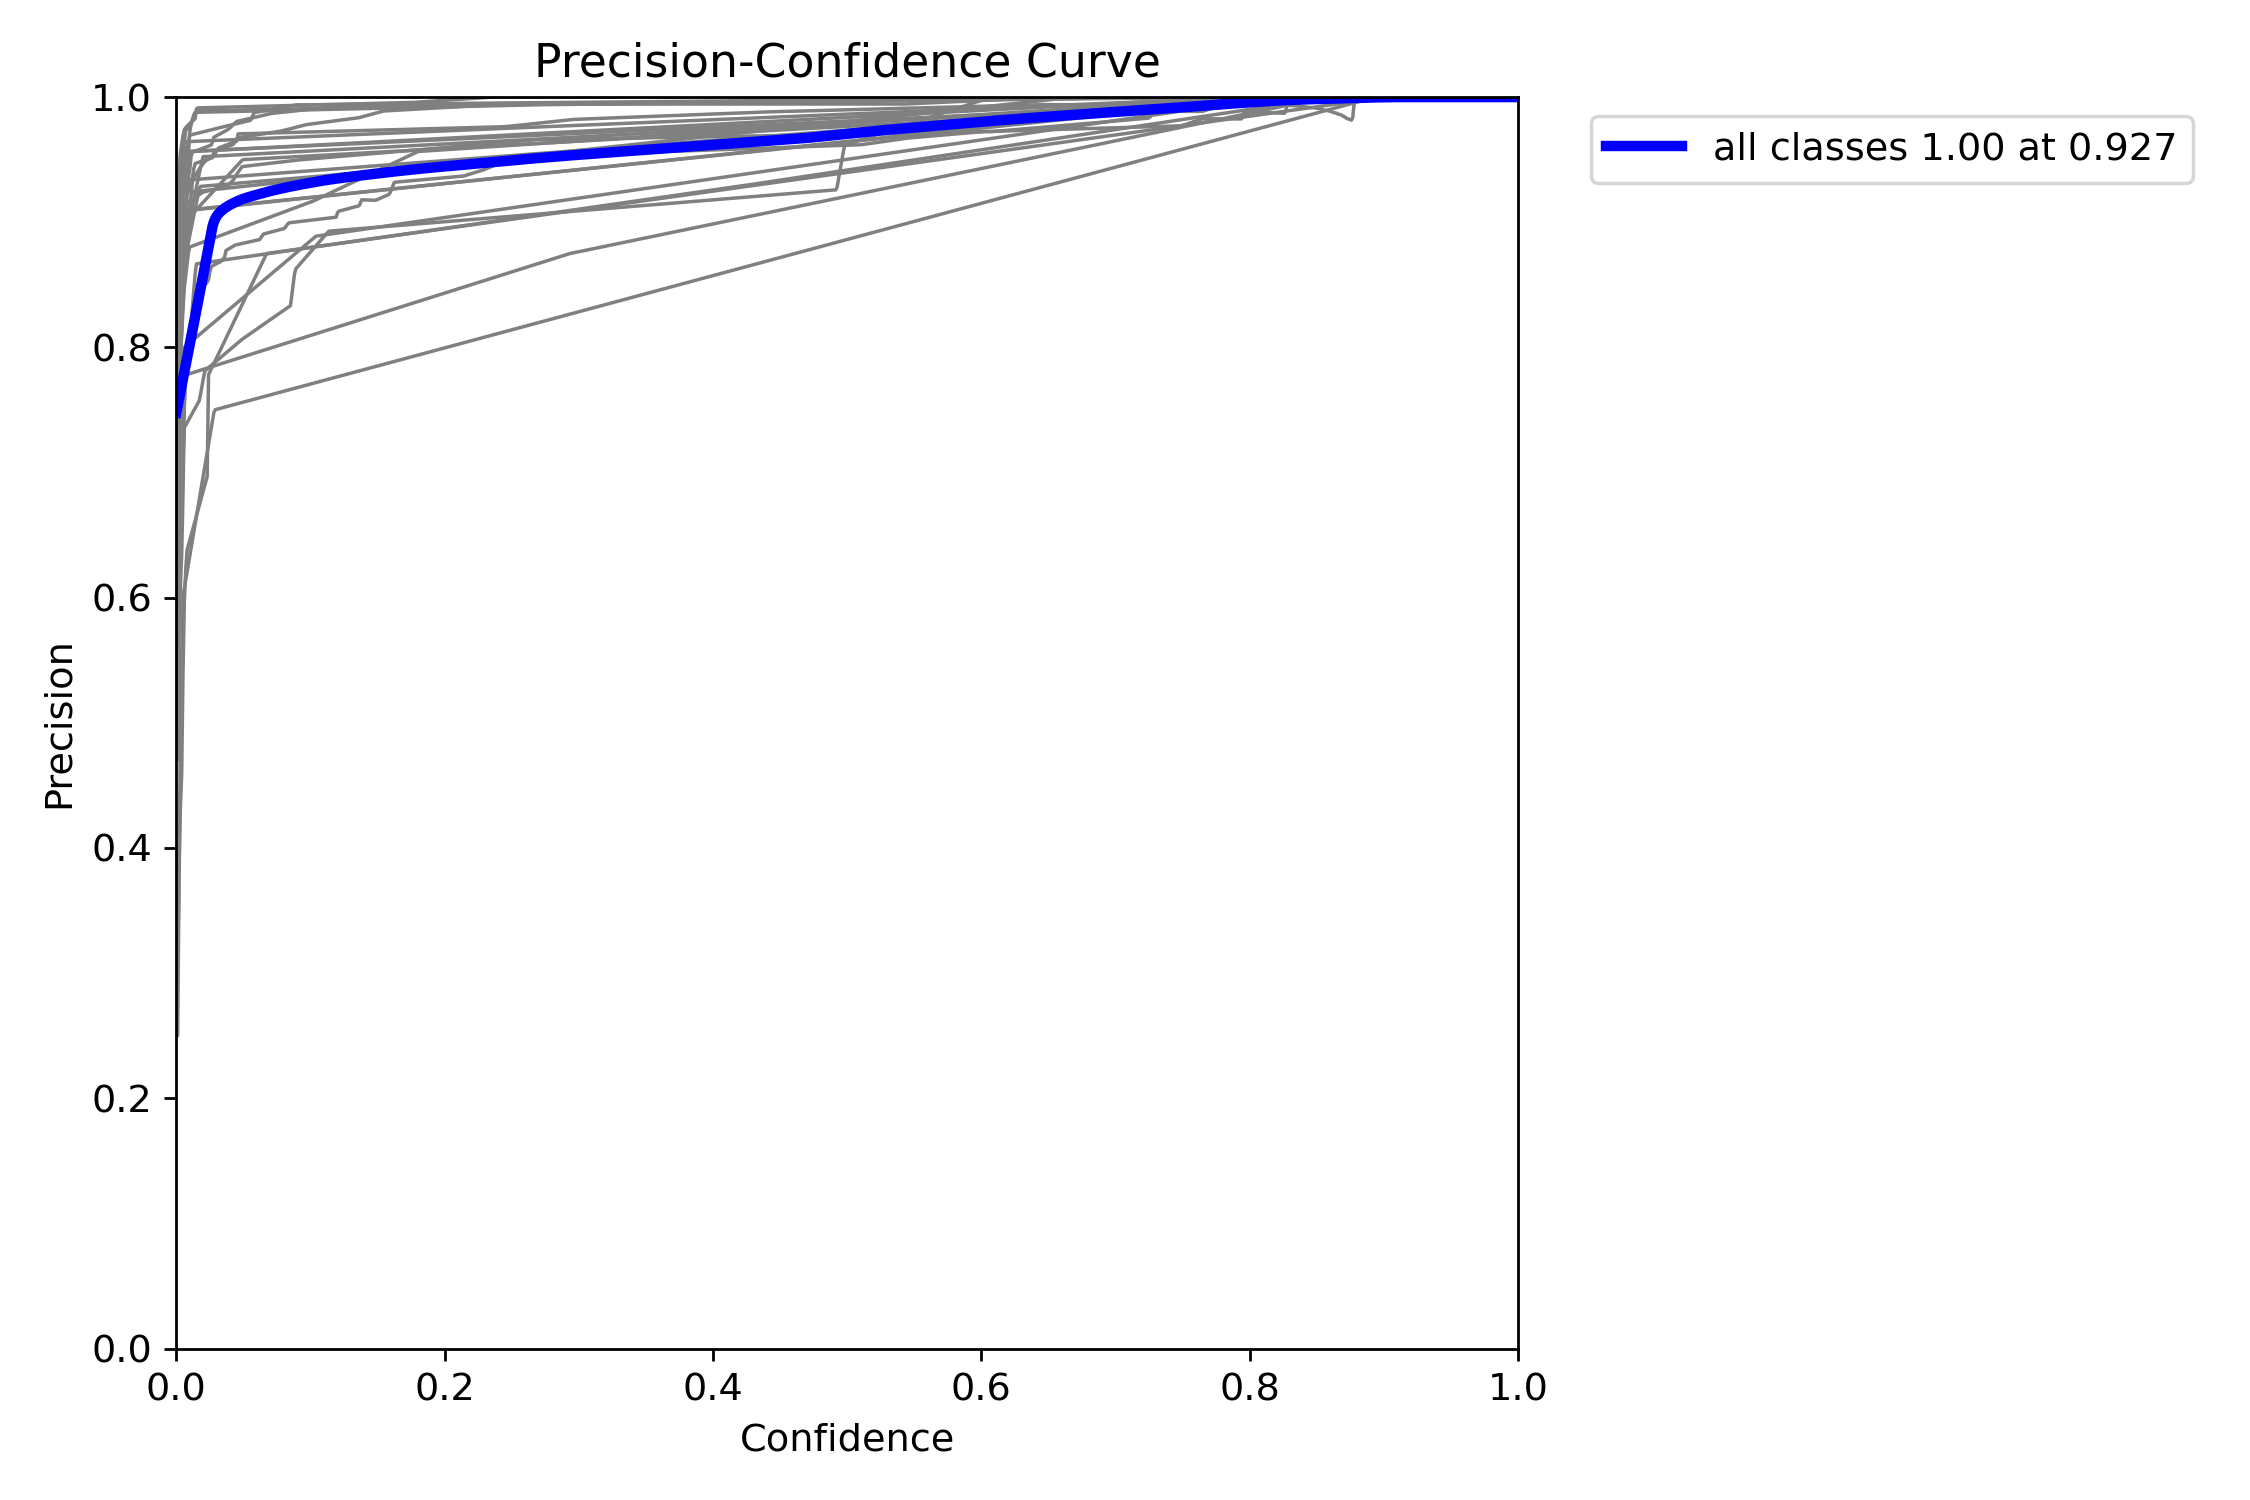 Precision-Confidence Curve
1.0
0.8
0.6
0.4
0.2
0.0
Precision
0.0 0.2 0.4 0.6 0.8 1.0
Confidence
all classes 1.00 at 0.927